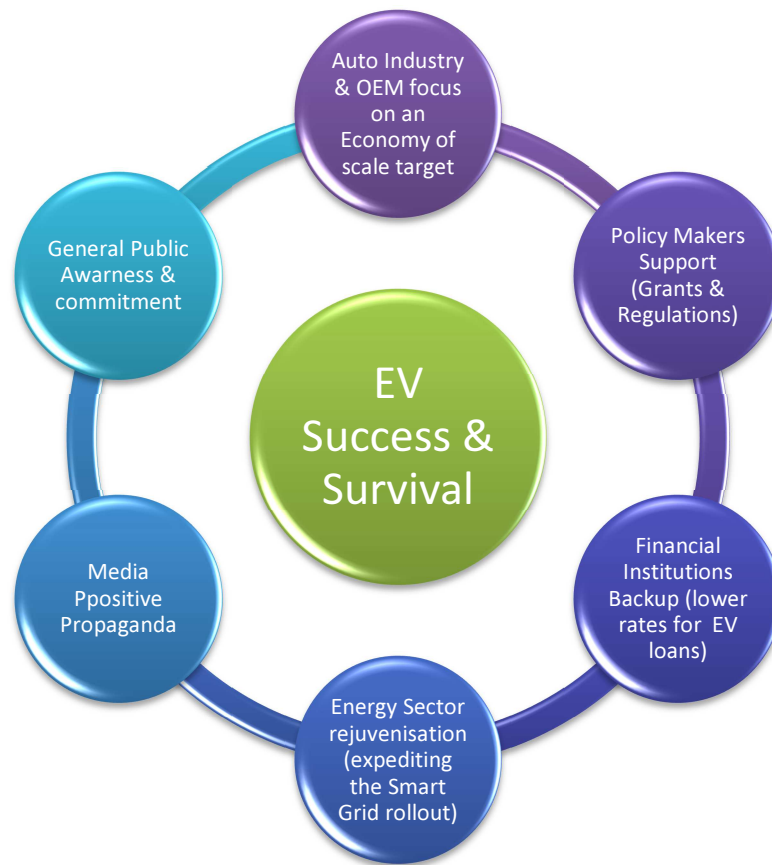 Auto Industry
& OEM focus
on an
Economy of
scale target
Policy Makers
Support
(Grants &
Regulations)
Financial
Institutions
Backup (lower
rates for EV
loans)
Energy Sector
rejuvenisation
(expediting
the Smart
Grid rollout)
Media
Ppositive
Propaganda
General Public
Awarness &
commitment
EV
Success &
Survival